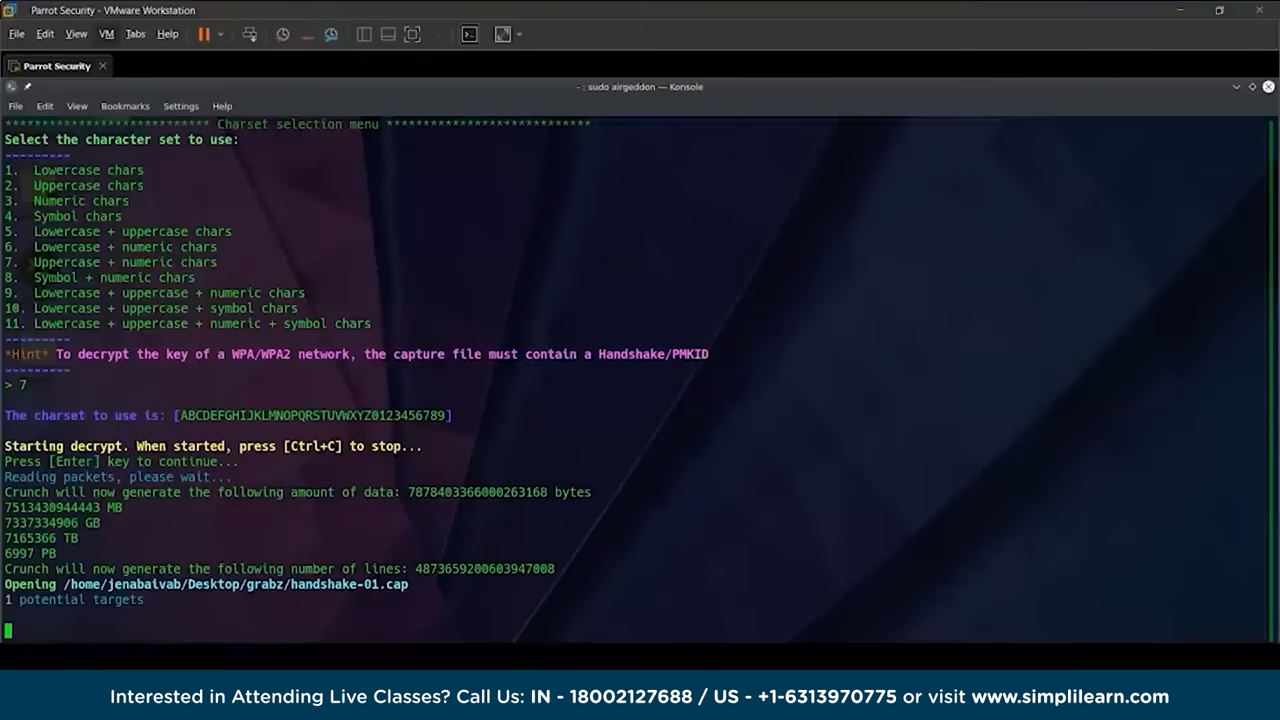 Parrot Security - VMware Workstation
File Edit View VM Tabs Help
Parrot Security
~ : sudo airgeddon — Konsole
File Edit View Bookmarks Settings Help
**************************** Charset selection menu ****************************
Select the character set to use:
---------
1. Lowercase chars
2. Uppercase chars
3. Numeric chars
4. Symbol chars
5. Lowercase + uppercase chars
6. Lowercase + numeric chars
7. Uppercase + numeric chars
8. Symbol + numeric chars
9. Lowercase + uppercase + numeric chars
10. Lowercase + uppercase + symbol chars
11. Lowercase + uppercase + numeric + symbol chars
---------
*Hint* To decrypt the key of a WPA/WPA2 network, the capture file must contain a Handshake/PMKID
---------
> 7
The charset to use is: [ABCDEFGHIJKLMNOPQRSTUVWXYZ0123456789]
Starting decrypt. When started, press [Ctrl+C] to stop...
Press [Enter] key to continue...
Reading packets, please wait...
Crunch will now generate the following amount of data: 7878403366000263168 bytes
7513430944443 MB
7337334906 GB
7165366 TB
6997 PB
Crunch will now generate the following number of lines: 4873659200603947008
Opening /home/jenabaivab/Desktop/grabz/handshake-01.cap
1 potential targets
Interested in Attending Live Classes? Call Us: IN - 18002127688 / US - +1-6313970775 or visit www.simplilearn.com